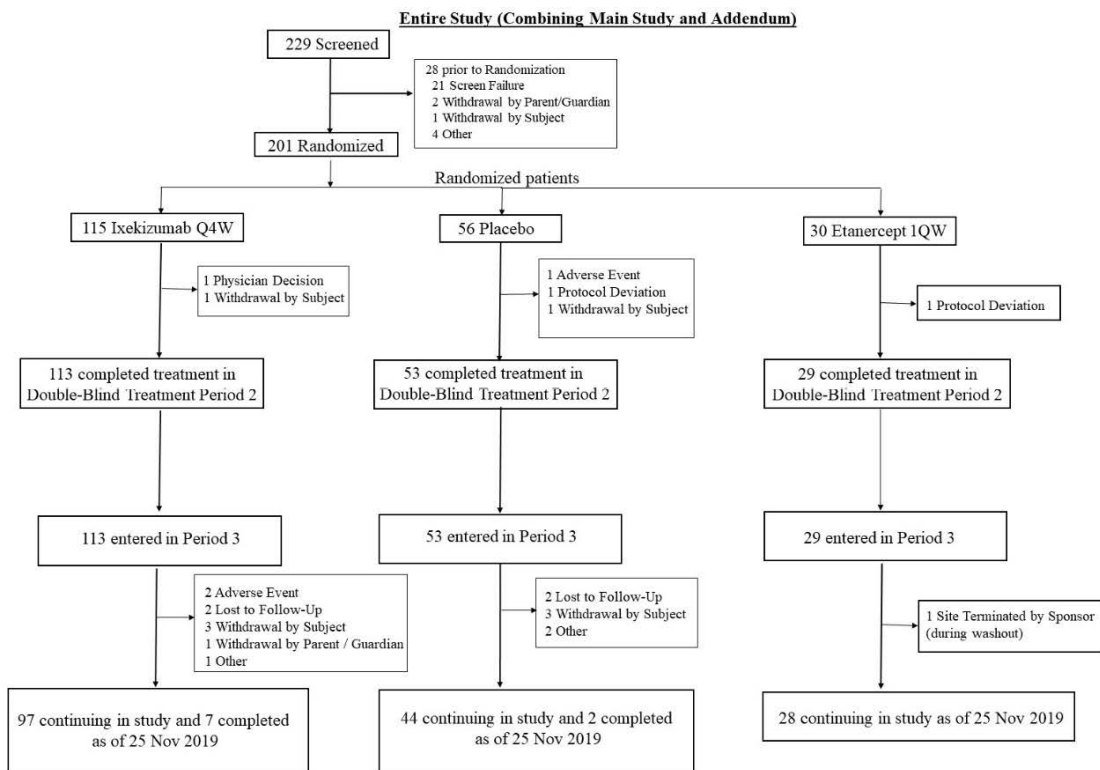 Entire Study (Combining Main Study and Addendum)
229 Screened
28 prior to Randomization
21 Screen Failure
2 Withdrawal by Parent/Guardian
1 Withdrawal by Subject
4 Other
201 Randomized
Randomized patients
115 Ixekizumab Q4W
56 Placebo
30 Etanercept 1QW
1 Physician Decision
1 Withdrawal by Subject
1 Adverse Event
1 Protocol Deviation
1 Withdrawal by Subject
1 Protocol Deviation
113 completed treatment in
Double-Blind Treatment Period 2
53 completed treatment in
Double-Blind Treatment Period 2
29 completed treatment in
Double-Blind Treatment Period 2
113 entered in Period 3
53 entered in Period 3
29 entered in Period 3
2 Adverse Event
2 Lost to Follow-Up
3 Withdrawal by Subject
1 Withdrawal by Parent / Guardian
1 Other
2 Lost to Follow-Up
3 Withdrawal by Subject
2 Other
1 Site Terminated by Sponsor
(during washout)
97 continuing in study and 7 completed
as of 25 Nov 2019
44 continuing in study and 2 completed
as of 25 Nov 2019
28 continuing in study as of 25 Nov 2019